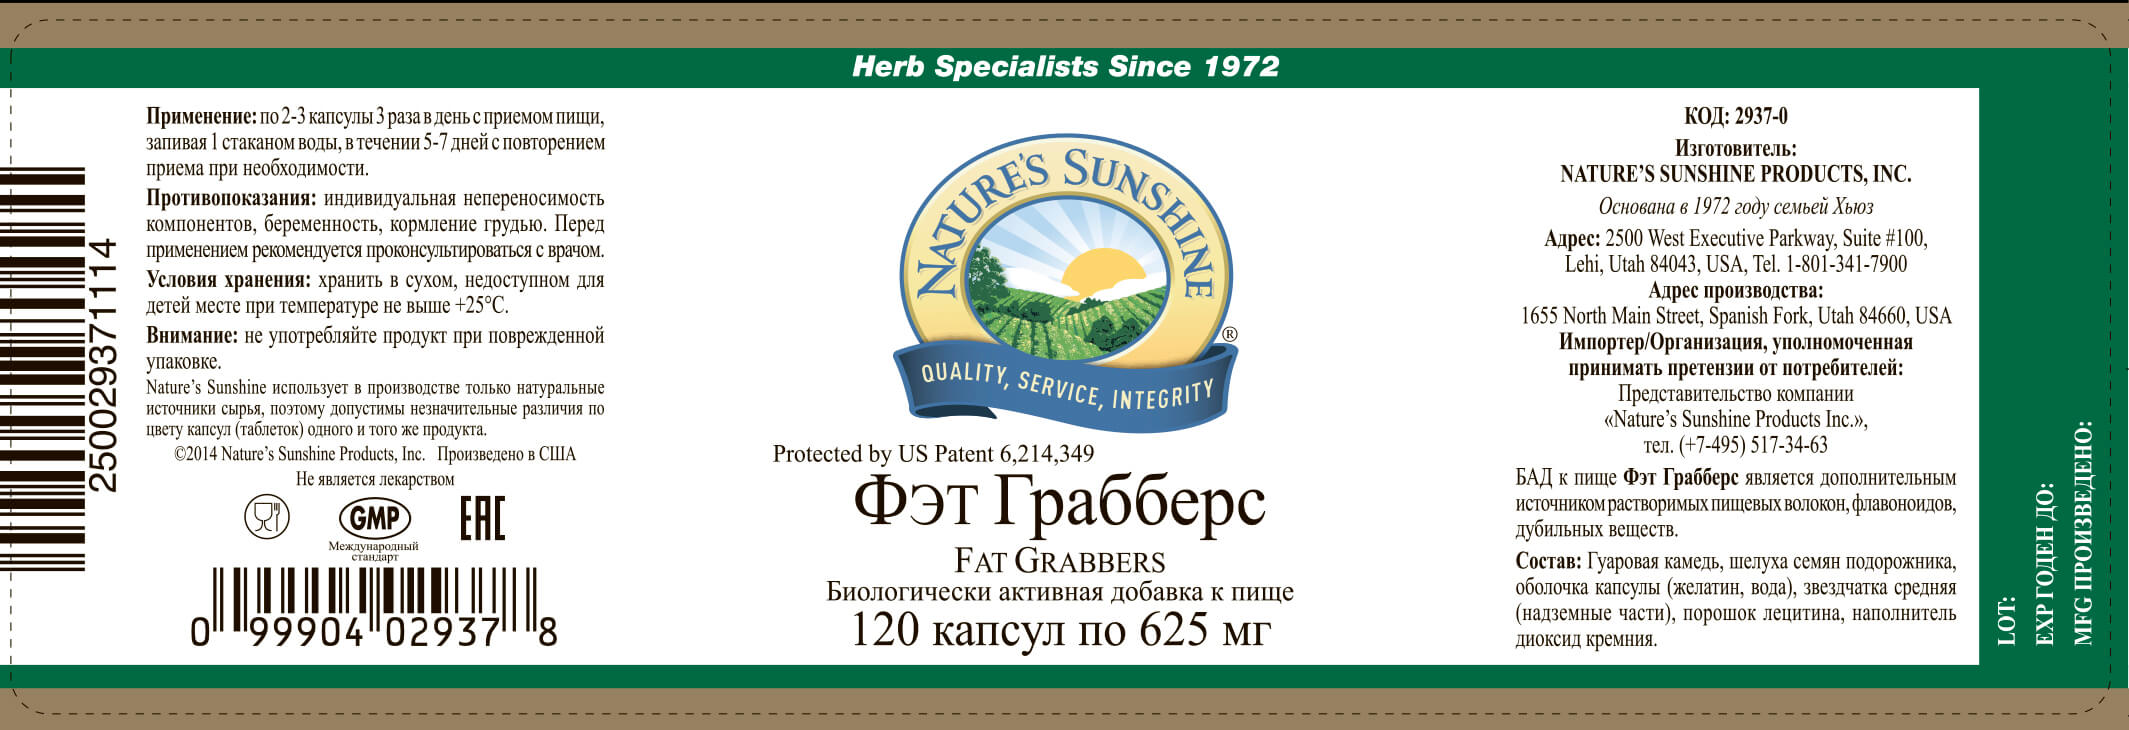 Herb Specialists Since 1972
Применение: по 2-3 капсулы 3 раза в день с приемом пищи,
запивая 1 стаканом воды, в течении 5-7 дней с повторением
приема при необходимости.
Противопоказания: индивидуальная непереносимость
компонентов, беременность, кормление грудью. Перед
применением рекомендуется проконсультироваться с врачом.
Условия хранения: хранить в сухом, недоступном для
детей месте при температуре не выше +25°С.
Внимание: не употребляйте продукт при поврежденной
упаковке.
Nature’s Sunshine использует в производстве только натуральные
источники сырья, поэтому допустимы незначительные различия по
цвету капсул (таблеток) одного и того же продукта.
©2014 Nature’s Sunshine Products, Inc. Произведено в США
Не является лекарством
GMP
EAC
Международный
стандарт
0 99904 02937 8
250029371114
NATURE’S SUNSHINE
®
QUALITY, SERVICE, INTEGRITY
Protected by US Patent 6,214,349
Фэт Грабберс
FAT GRABBERS
Биологически активная добавка к пище
120 капсул по 625 мг
КОД: 2937-0
Изготовитель:
NATURE’S SUNSHINE PRODUCTS, INC.
Основана в 1972 году семьей Хьюз
Адрес: 2500 West Executive Parkway, Suite #100,
Lehi, Utah 84043, USA, Tel. 1-801-341-7900
Адрес производства:
1655 North Main Street, Spanish Fork, Utah 84660, USA
Импортер/Организация, уполномоченная
принимать претензии от потребителей:
Представительство компании
«Nature’s Sunshine Products Inc.»,
тел. (+7-495) 517-34-63
БАД к пище Фэт Грабберс является дополнительным
источником растворимых пищевых волокон, флавоноидов,
дубильных веществ.
Состав: Гуаровая камедь, шелуха семян подорожника,
оболочка капсулы (желатин, вода), звездчатка средняя
(надземные части), порошок лецитина, наполнитель
диоксид кремния.
LOT:
EXP ГОДЕН ДО:
MFG ПРОИЗВЕДЕНО: